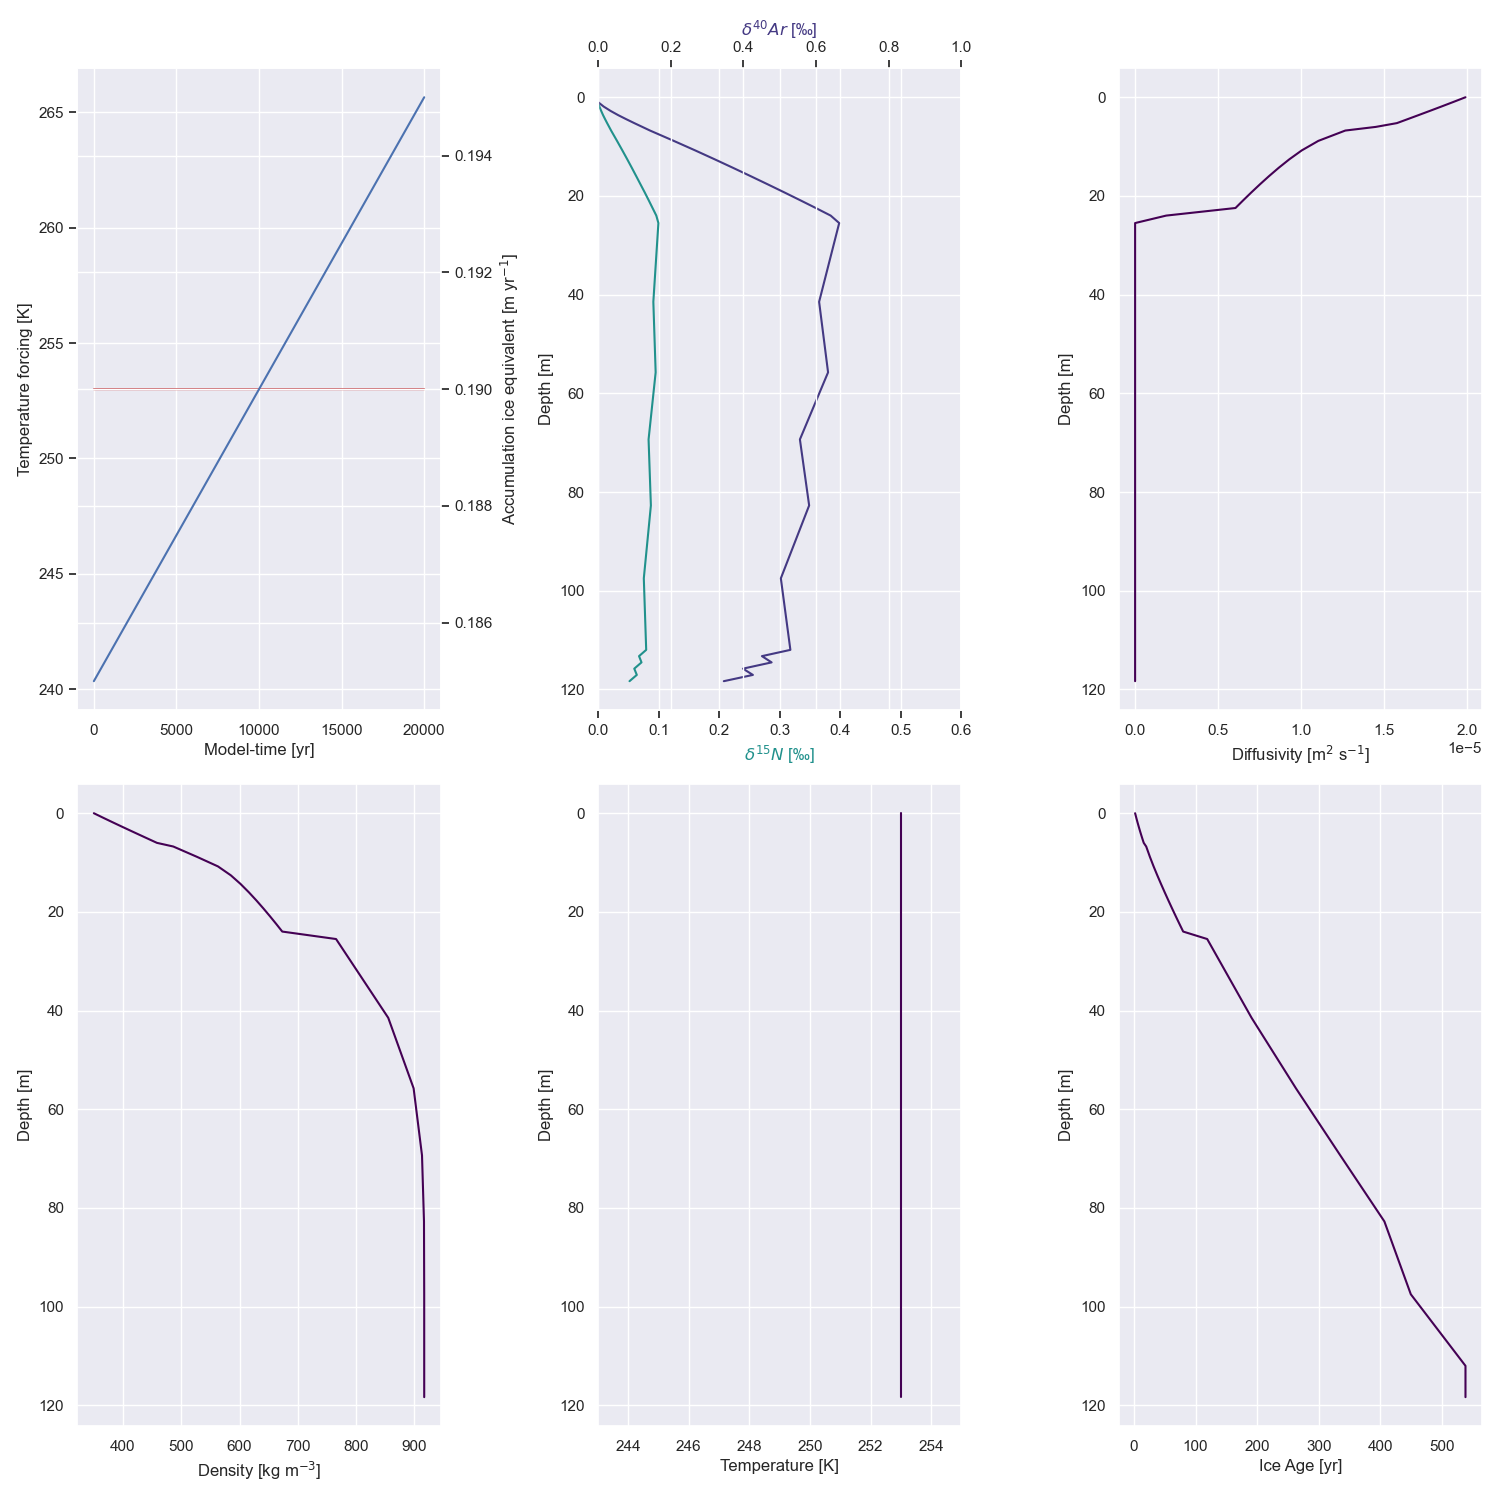 δ⁴⁰Ar [‰]
0.0 0.2 0.4 0.6 0.8 1.0
265
260
255
250
245
240
Temperature forcing [K]
0.194
0.192
0.190
0.188
0.186
Accumulation ice equivalent [m yr⁻¹]
0 5000 10000 15000 20000
Model-time [yr]
0
20
40
60
80
100
120
Depth [m]
0.0 0.1 0.2 0.3 0.4 0.5 0.6
δ¹⁵N [‰]
0
20
40
60
80
100
120
Depth [m]
0.0 0.5 1.0 1.5 2.0
1e−5
Diffusivity [m² s⁻¹]
0
20
40
60
80
100
120
Depth [m]
400 500 600 700 800 900
Density [kg m⁻³]
0
20
40
60
80
100
120
Depth [m]
244 246 248 250 252 254
Temperature [K]
0
20
40
60
80
100
120
Depth [m]
0 100 200 300 400 500
Ice Age [yr]